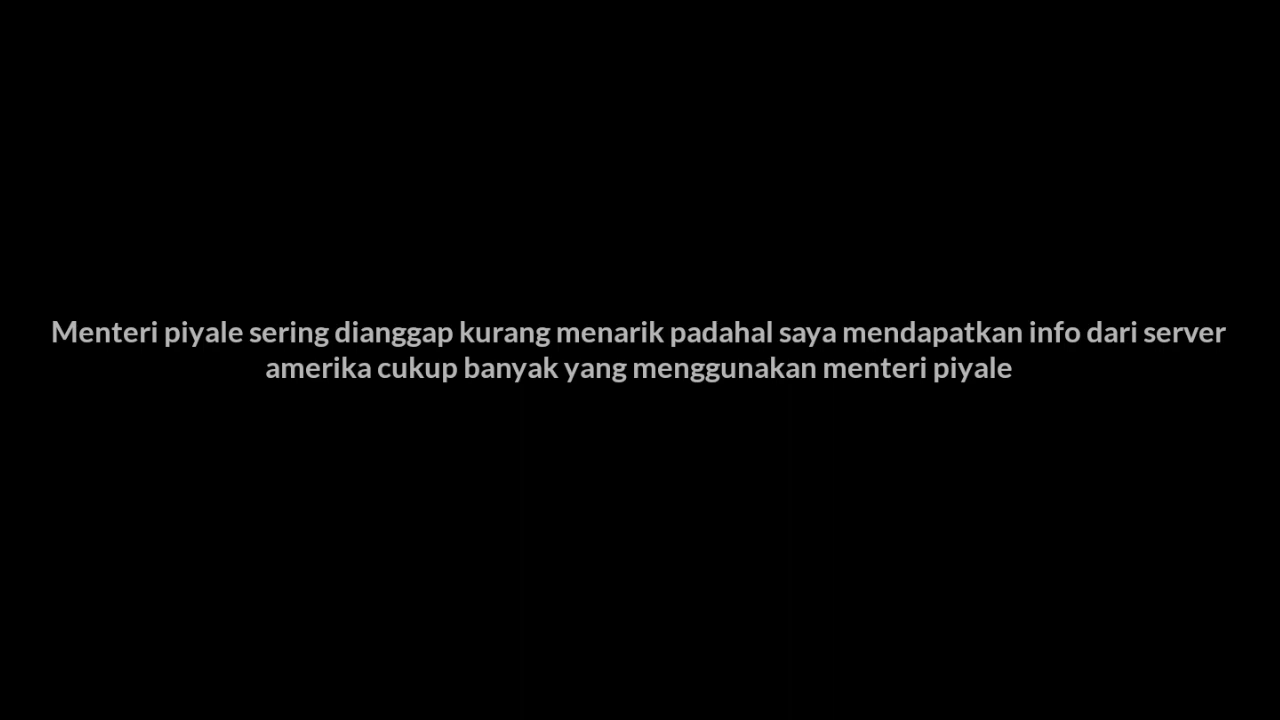 Menteri piyale sering dianggap kurang menarik padahal saya mendapatkan info dari server
amerika cukup banyak yang menggunakan menteri piyale